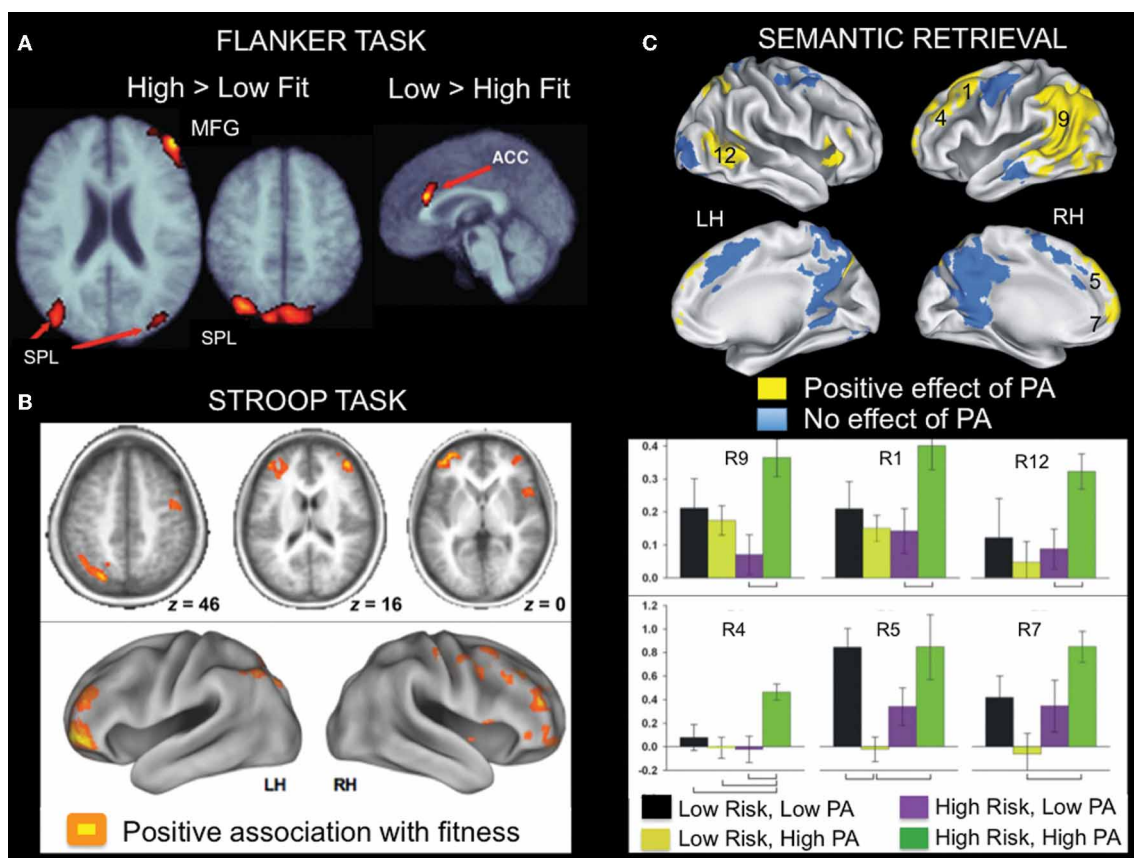 A
FLANKER TASK
High > Low Fit
Low > High Fit
MFG
ACC
SPL
SPL
B
STROOP TASK
z = 46
z = 16
z = 0
LH
RH
Positive association with fitness
C
SEMANTIC RETRIEVAL
1
4
9
12
LH
RH
5
7
Positive effect of PA
No effect of PA
R9
R1
R12
0.4
0.3
0.2
0.1
0.0
R4
R5
R7
1.2
1.0
0.8
0.6
0.4
0.2
0.0
-0.2
Low Risk, Low PA
High Risk, Low PA
Low Risk, High PA
High Risk, High PA